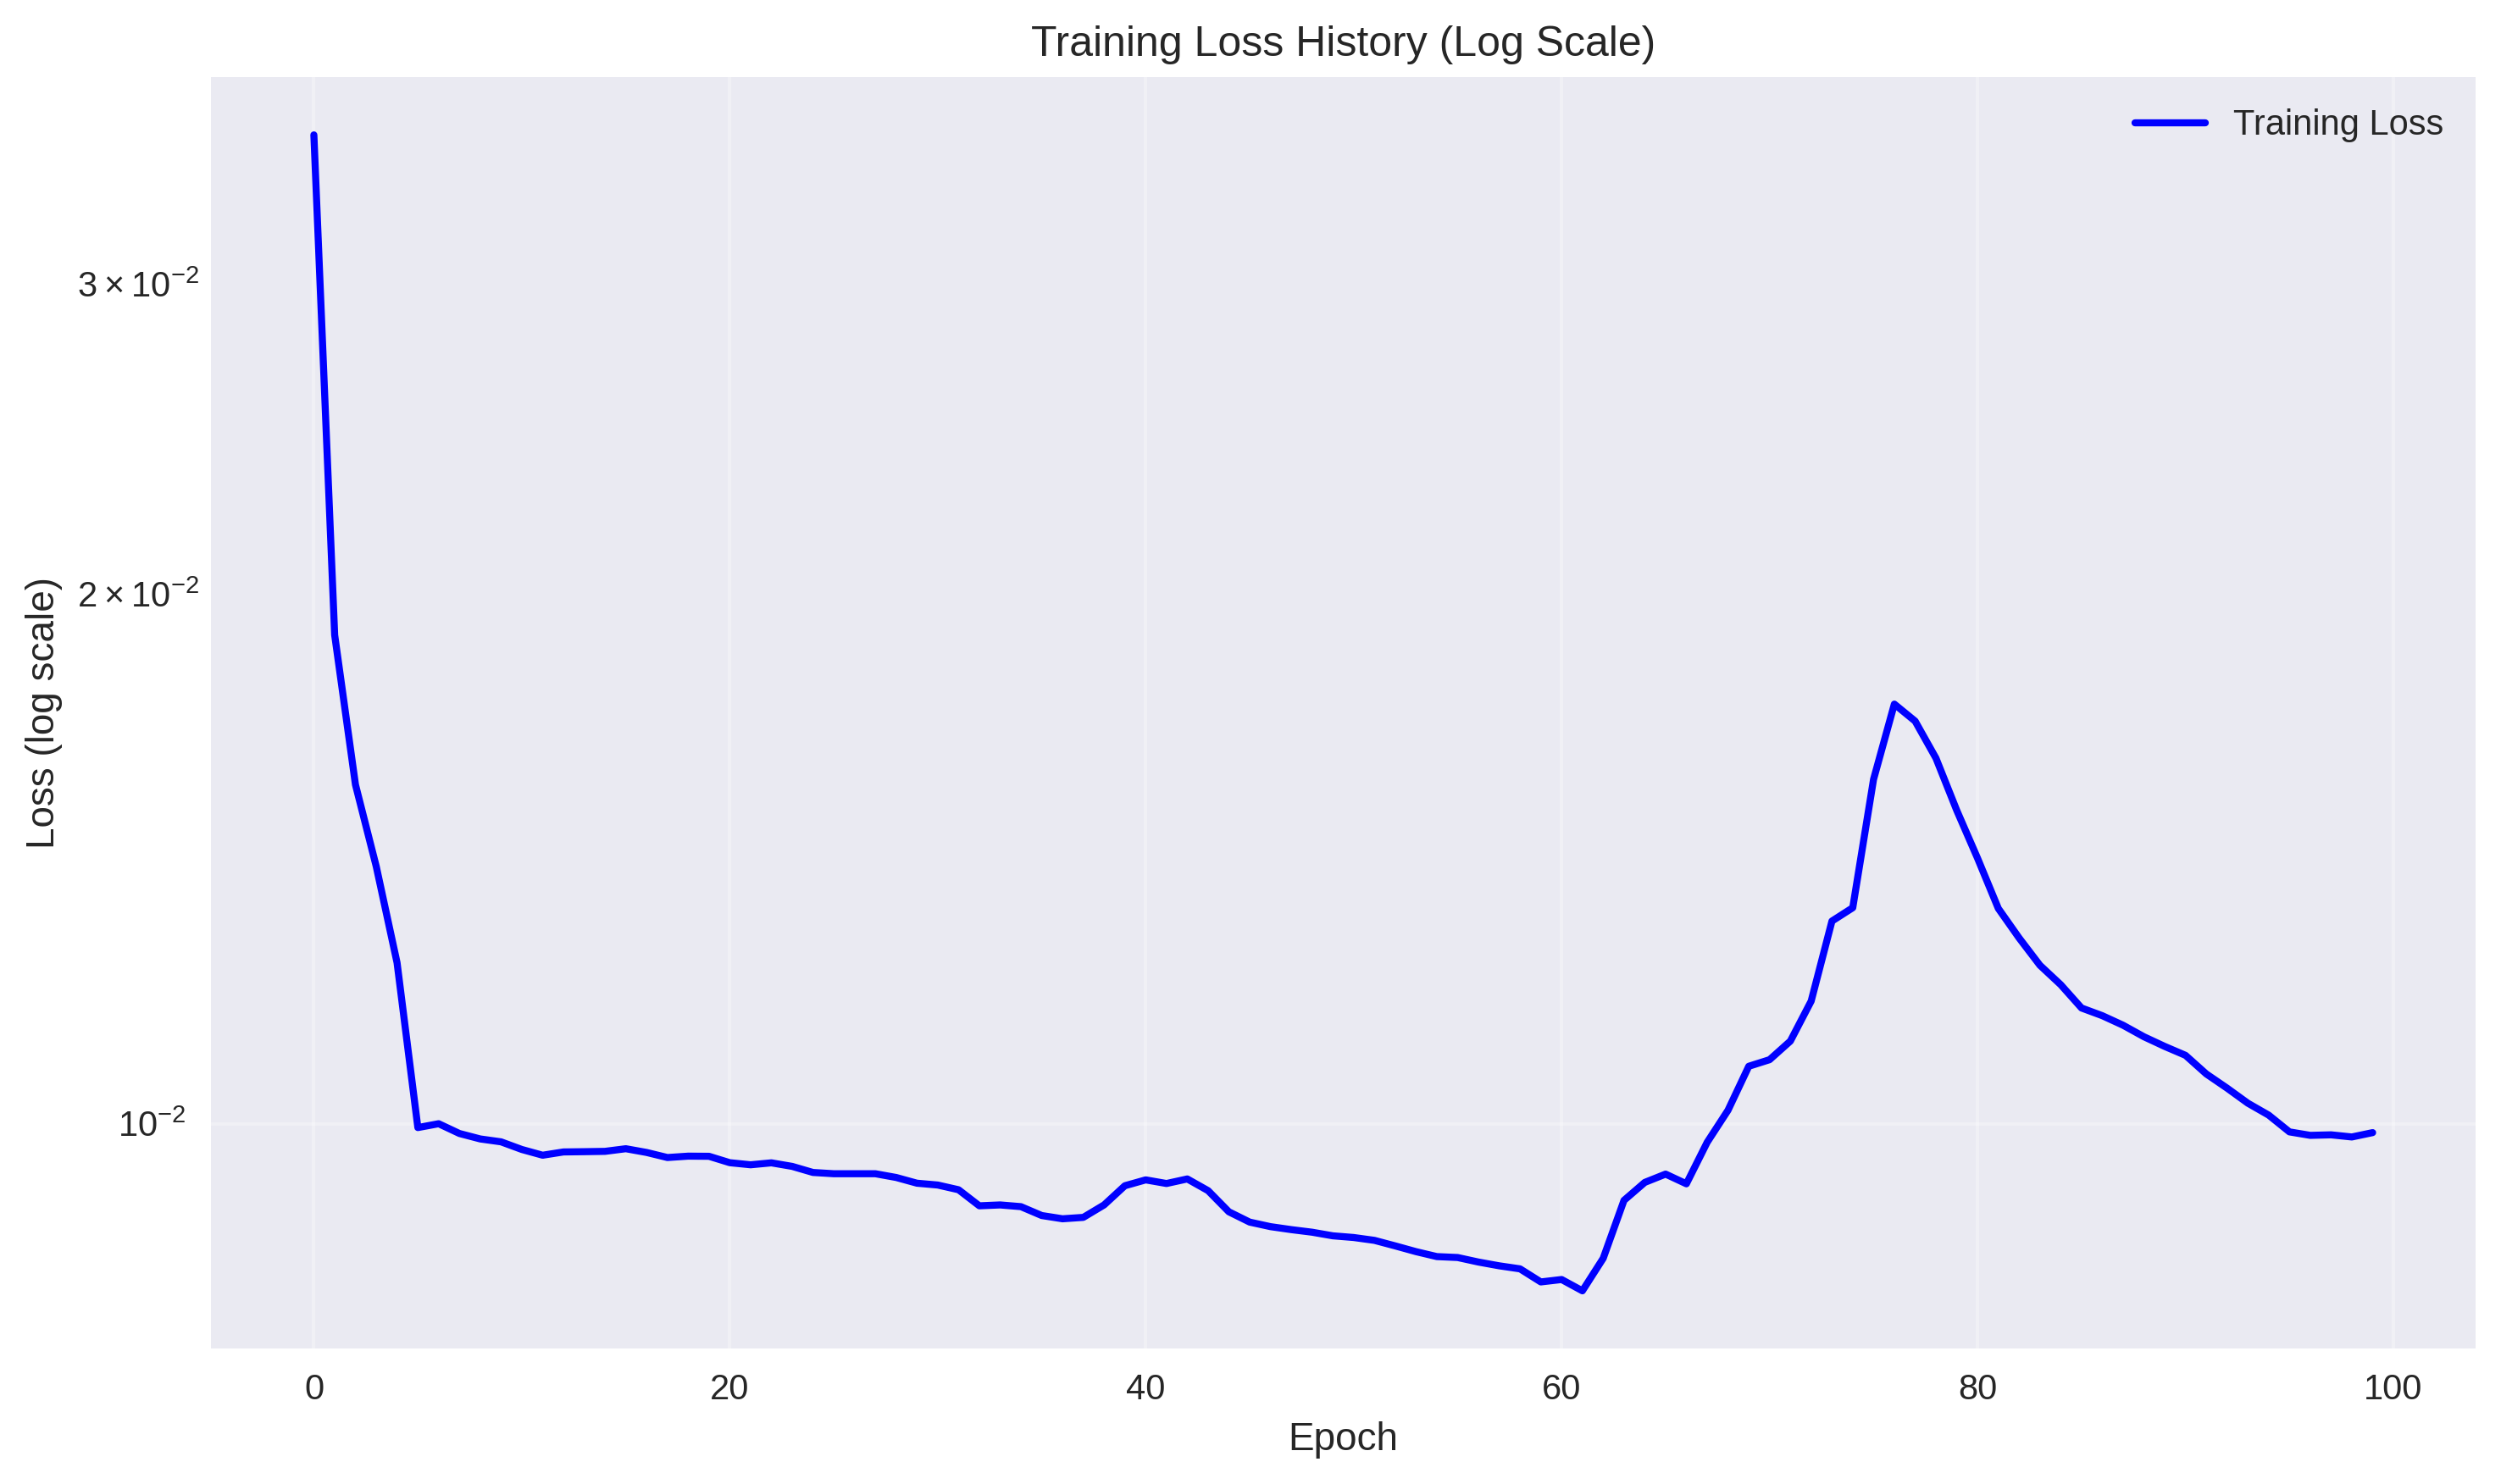 Training Loss History (Log Scale)
Training Loss
3 × 10⁻²
2 × 10⁻²
10⁻²
Loss (log scale)
0 20 40 60 80 100
Epoch